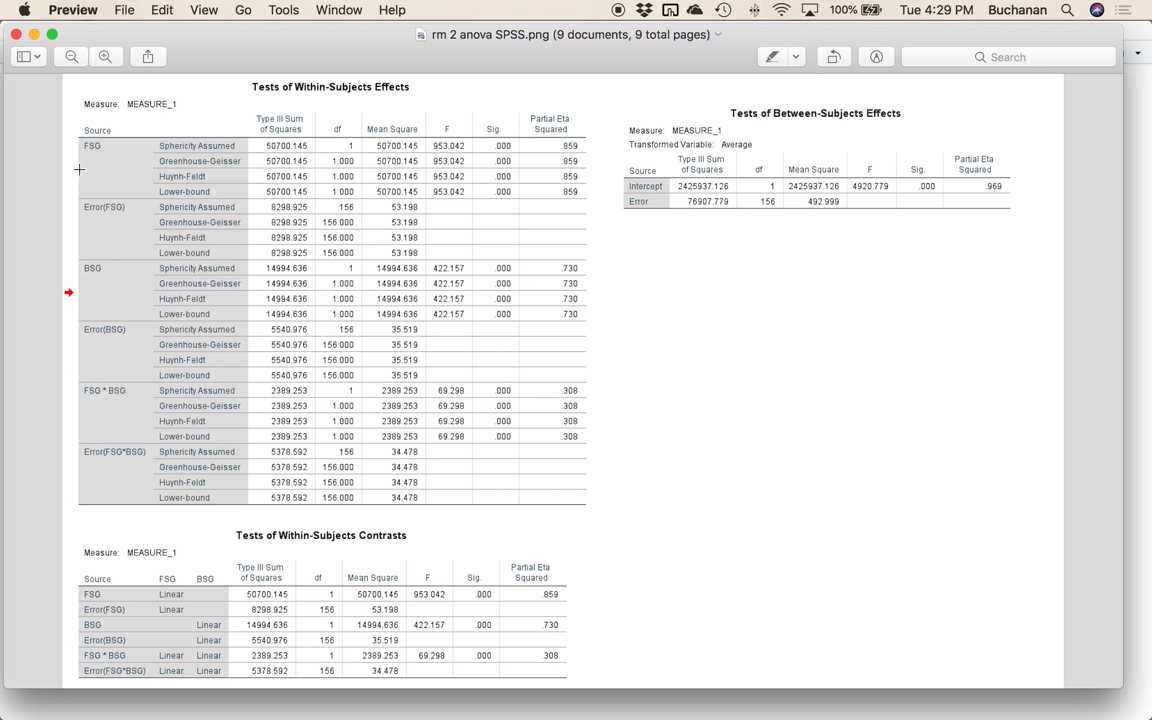 Preview File Edit View Go Tools Window Help 100% Tue 4:29 PM Buchanan
rm 2 anova SPSS.png (9 documents, 9 total pages)
Search
Tests of Within-Subjects Effects
Measure: MEASURE_1
Source Type III Sum of Squares df Mean Square F Sig. Partial Eta Squared
FSG Sphericity Assumed 50700.145 1 50700.145 953.042 .000 .859
Greenhouse-Geisser 50700.145 1.000 50700.145 953.042 .000 .859
Huynh-Feldt 50700.145 1.000 50700.145 953.042 .000 .859
Lower-bound 50700.145 1.000 50700.145 953.042 .000 .859
Error(FSG) Sphericity Assumed 8298.925 156 53.198
Greenhouse-Geisser 8298.925 156.000 53.198
Huynh-Feldt 8298.925 156.000 53.198
Lower-bound 8298.925 156.000 53.198
BSG Sphericity Assumed 14994.636 1 14994.636 422.157 .000 .730
Greenhouse-Geisser 14994.636 1.000 14994.636 422.157 .000 .730
Huynh-Feldt 14994.636 1.000 14994.636 422.157 .000 .730
Lower-bound 14994.636 1.000 14994.636 422.157 .000 .730
Error(BSG) Sphericity Assumed 5540.976 156 35.519
Greenhouse-Geisser 5540.976 156.000 35.519
Huynh-Feldt 5540.976 156.000 35.519
Lower-bound 5540.976 156.000 35.519
FSG * BSG Sphericity Assumed 2389.253 1 2389.253 69.298 .000 .308
Greenhouse-Geisser 2389.253 1.000 2389.253 69.298 .000 .308
Huynh-Feldt 2389.253 1.000 2389.253 69.298 .000 .308
Lower-bound 2389.253 1.000 2389.253 69.298 .000 .308
Error(FSG*BSG) Sphericity Assumed 5378.592 156 34.478
Greenhouse-Geisser 5378.592 156.000 34.478
Huynh-Feldt 5378.592 156.000 34.478
Lower-bound 5378.592 156.000 34.478
Tests of Between-Subjects Effects
Measure: MEASURE_1
Transformed Variable: Average
Source Type III Sum of Squares df Mean Square F Sig. Partial Eta Squared
Intercept 2425937.126 1 2425937.126 4920.779 .000 .969
Error 76907.779 156 492.999
Tests of Within-Subjects Contrasts
Measure: MEASURE_1
Source FSG BSG Type III Sum of Squares df Mean Square F Sig. Partial Eta Squared
FSG Linear 50700.145 1 50700.145 953.042 .000 .859
Error(FSG) Linear 8298.925 156 53.198
BSG Linear 14994.636 1 14994.636 422.157 .000 .730
Error(BSG) Linear 5540.976 156 35.519
FSG * BSG Linear Linear 2389.253 1 2389.253 69.298 .000 .308
Error(FSG*BSG) Linear Linear 5378.592 156 34.478